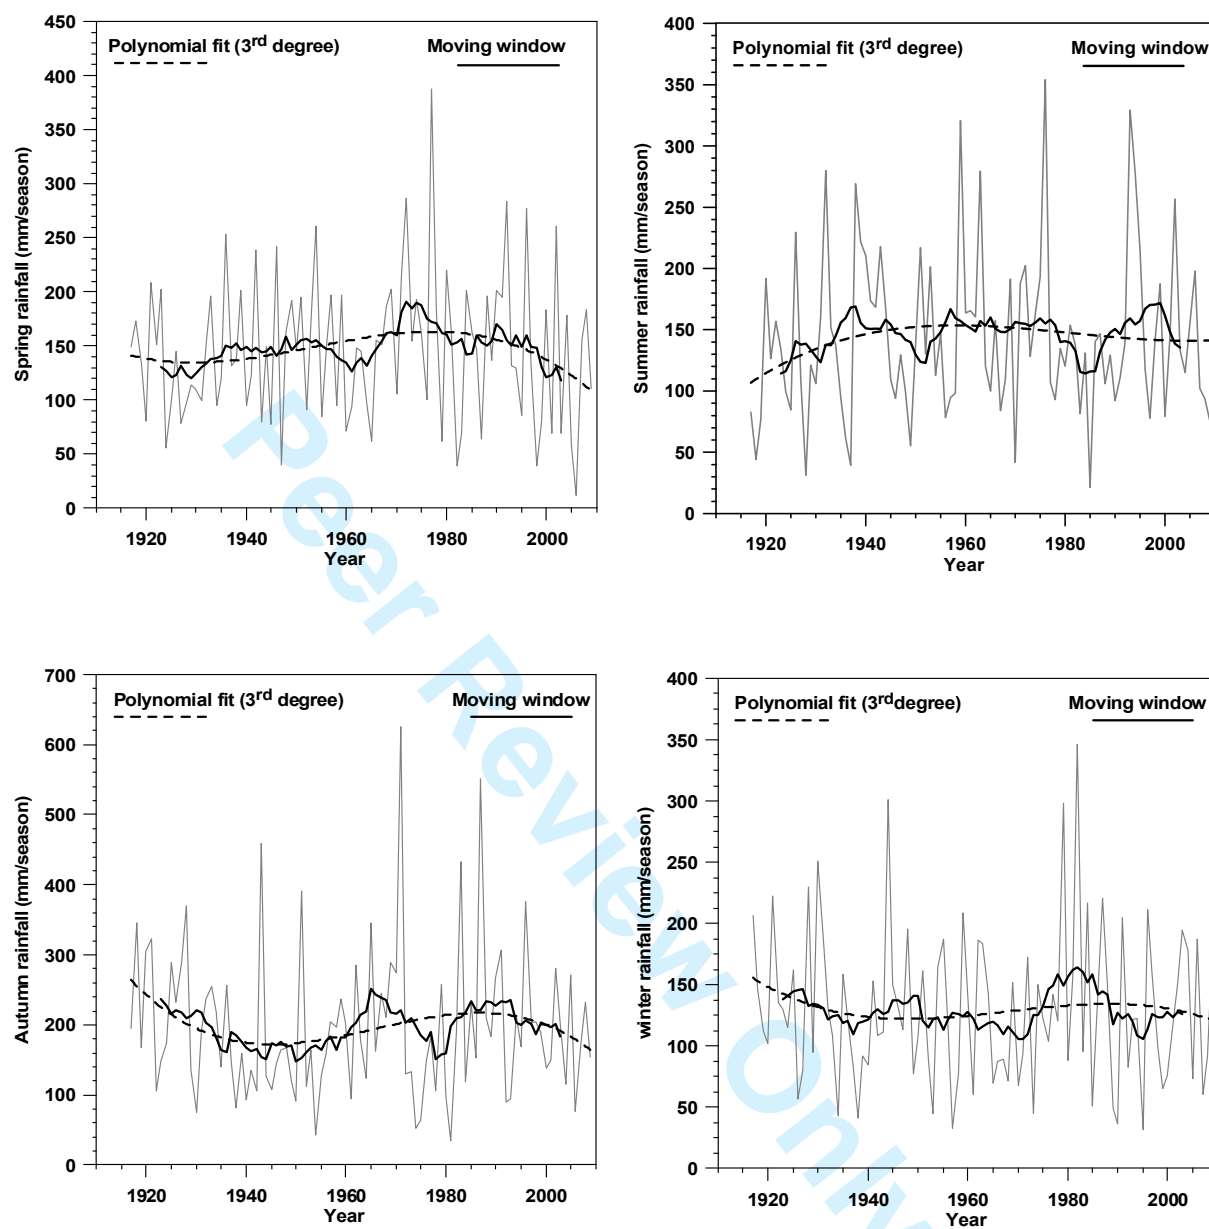 450
400
350
300
250
200
150
100
50
0
Polynomial fit (3rd degree)
Moving window
Spring rainfall (mm/season)
1920 1940 1960 1980 2000
Year
400
350
300
250
200
150
100
50
0
Polynomial fit (3rd degree)
Moving window
Summer rainfall (mm/season)
1920 1940 1960 1980 2000
Year
700
600
500
400
300
200
100
0
Polynomial fit (3rd degree)
Moving window
Autumn rainfall (mm/season)
1920 1940 1960 1980 2000
Year
400
350
300
250
200
150
100
50
0
Polynomial fit (3rddegree)
Moving window
winter rainfall (mm/season)
1920 1940 1960 1980 2000
Year
Peer Review Only